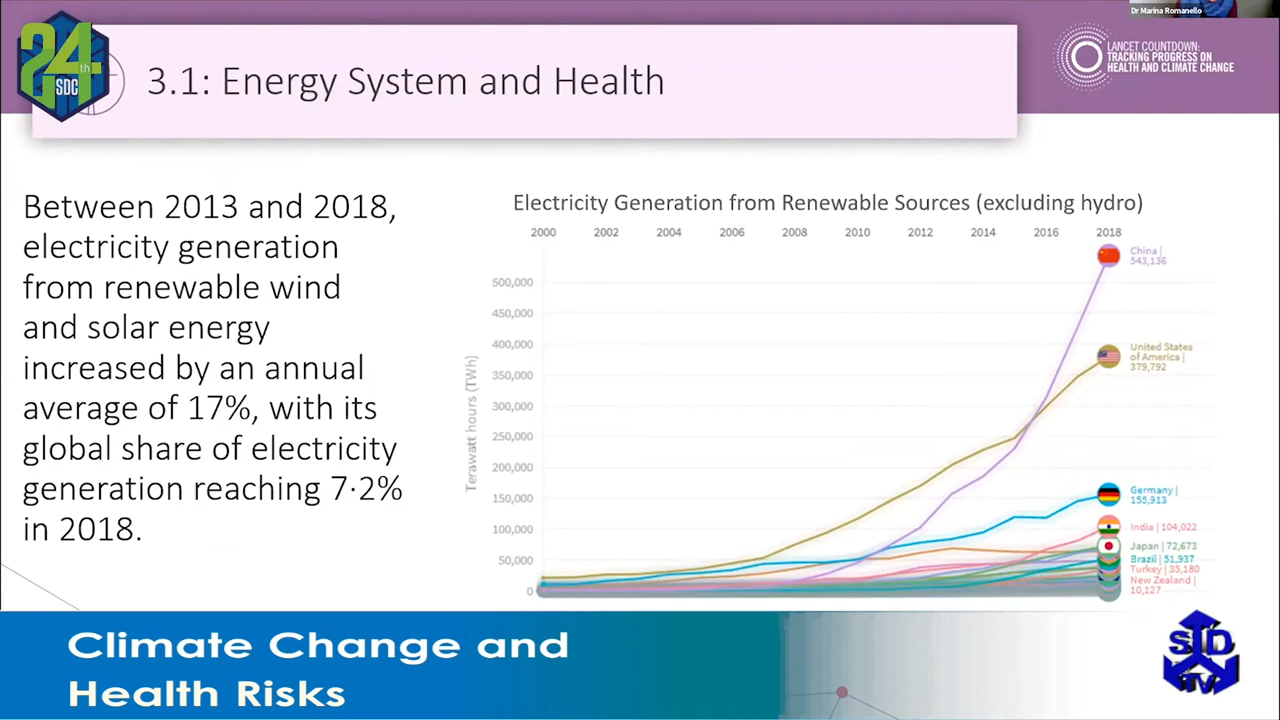 Dr Marina Romanello
24th
SDC
3.1: Energy System and Health
LANCET COUNTDOWN:
TRACKING PROGRESS ON
HEALTH AND CLIMATE CHANGE
Between 2013 and 2018,
electricity generation
from renewable wind
and solar energy
increased by an annual
average of 17%, with its
global share of electricity
generation reaching 7·2%
in 2018.
Electricity Generation from Renewable Sources (excluding hydro)
2000 2002 2004 2006 2008 2010 2012 2014 2016 2018
Terawatt hours (TWh)
500,000
450,000
400,000
350,000
300,000
250,000
200,000
150,000
100,000
50,000
0
China |
543,136
United States
of America |
379,792
Germany |
155,913
India | 104,022
Japan | 72,673
Brazil | 51,937
Turkey | 35,180
New Zealand |
10,127
Climate Change and
Health Risks
SID
TV